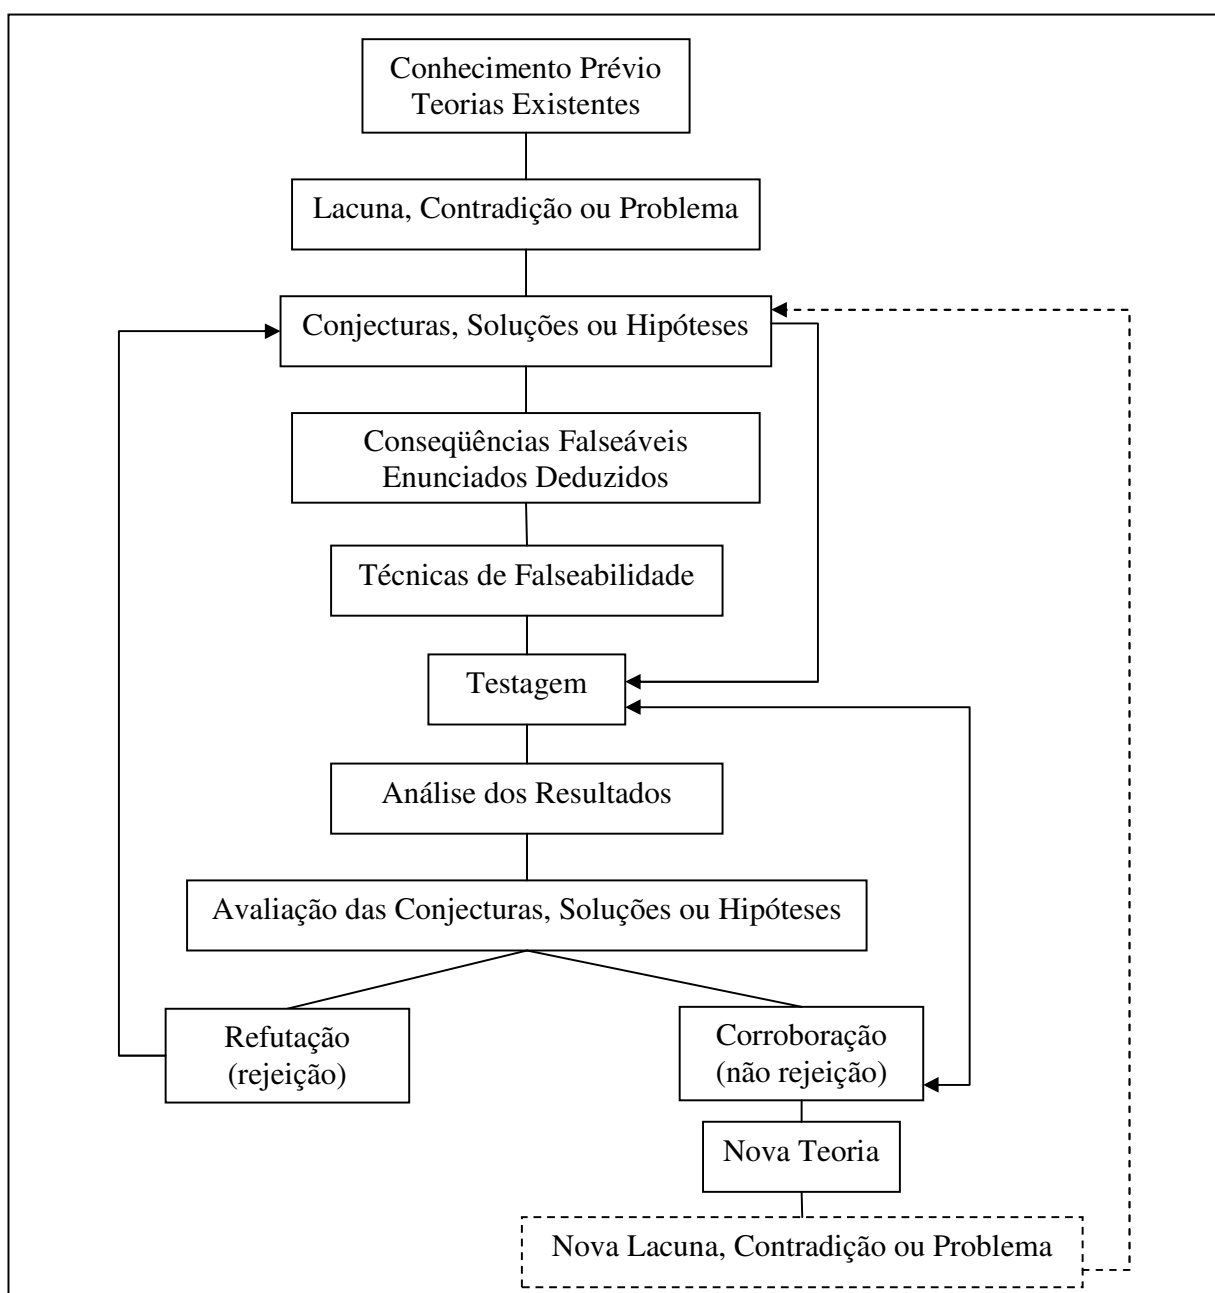 Conhecimento Prévio
Teorias Existentes
Lacuna, Contradição ou Problema
Conjecturas, Soluções ou Hipóteses
Conseqüências Falseáveis
Enunciados Deduzidos
Técnicas de Falseabilidade
Testagem
Análise dos Resultados
Avaliação das Conjecturas, Soluções ou Hipóteses
Refutação
(rejeição)
Corroboração
(não rejeição)
Nova Teoria
Nova Lacuna, Contradição ou Problema